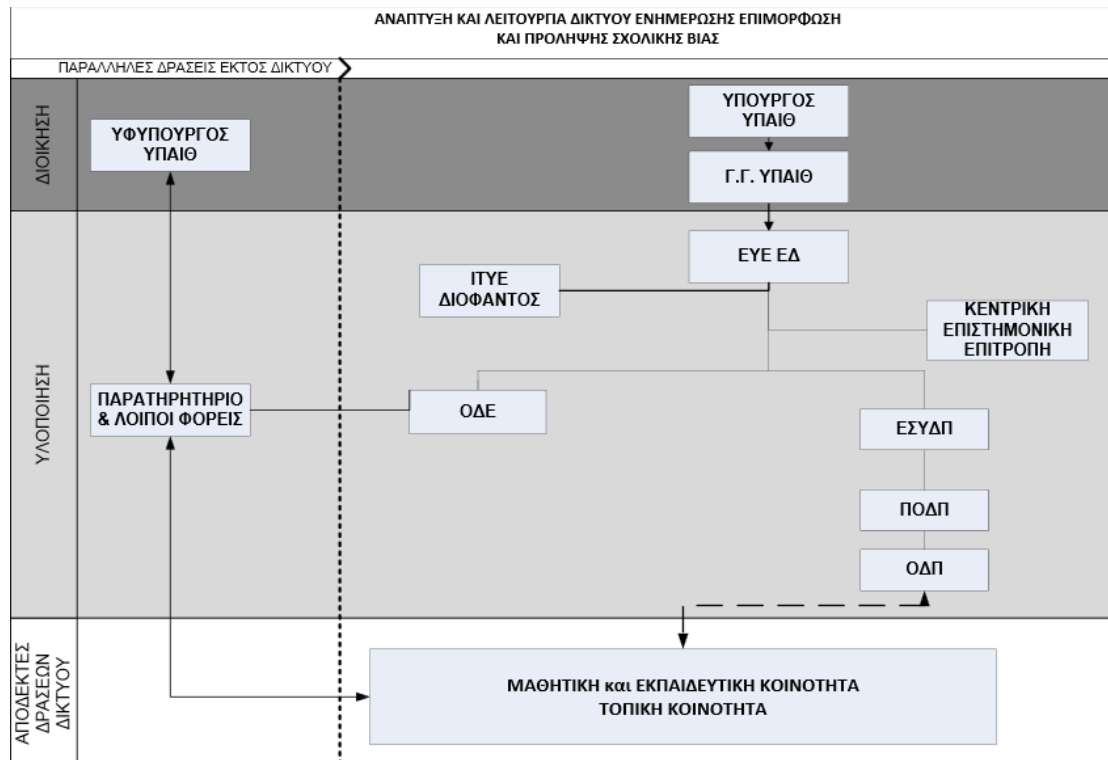 ΑΝΑΠΤΥΞΗ ΚΑΙ ΛΕΙΤΟΥΡΓΙΑ ΔΙΚΤΥΟΥ ΕΝΗΜΕΡΩΣΗΣ ΕΠΙΜΟΡΦΩΣΗ
ΚΑΙ ΠΡΟΛΗΨΗΣ ΣΧΟΛΙΚΗΣ ΒΙΑΣ
ΠΑΡΑΛΛΗΛΕΣ ΔΡΑΣΕΙΣ ΕΚΤΟΣ ΔΙΚΤΥΟΥ
ΔΙΟΙΚΗΣΗ
ΥΦΥΠΟΥΡΓΟΣ
ΥΠΑΙΘ
ΥΠΟΥΡΓΟΣ
ΥΠΑΙΘ
Γ.Γ. ΥΠΑΙΘ
ΥΛΟΠΟΙΗΣΗ
ΕΥΕ ΕΔ
ΙΤΥΕ
ΔΙΟΦΑΝΤΟΣ
ΚΕΝΤΡΙΚΗ
ΕΠΙΣΤΗΜΟΝΙΚΗ
ΕΠΙΤΡΟΠΗ
ΠΑΡΑΤΗΡΗΤΗΡΙΟ
& ΛΟΙΠΟΙ ΦΟΡΕΙΣ
ΟΔΕ
ΕΣΥΔΠ
ΠΟΔΠ
ΟΔΠ
ΑΠΟΔΕΚΤΕΣ
ΔΡΑΣΕΩΝ
ΔΙΚΤΥΟΥ
ΜΑΘΗΤΙΚΗ και ΕΚΠΑΙΔΕΥΤΙΚΗ ΚΟΙΝΟΤΗΤΑ
ΤΟΠΙΚΗ ΚΟΙΝΟΤΗΤΑ